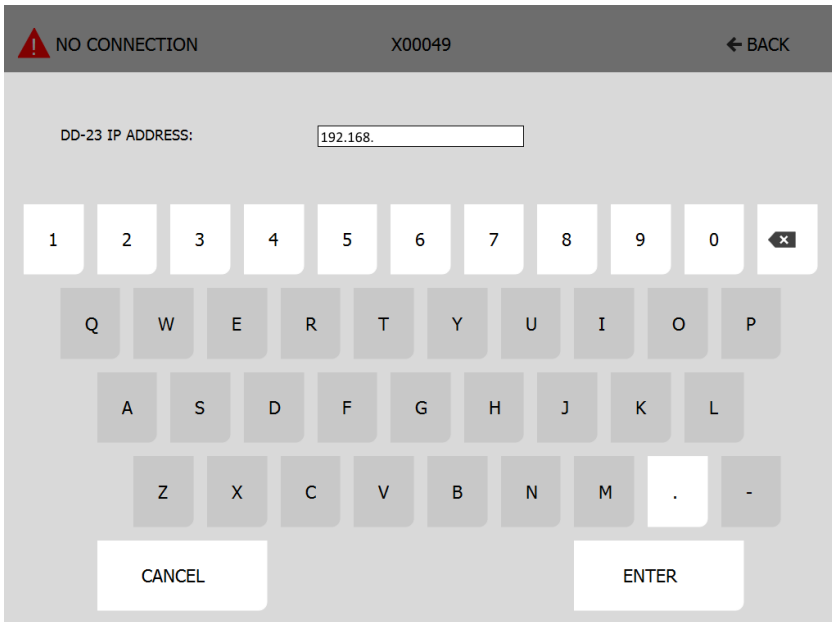 NO CONNECTION X00049 BACK
DD-23 IP ADDRESS: 192.168.
1 2 3 4 5 6 7 8 9 0
Q W E R T Y U I O P
A S D F G H J K L
Z X C V B N M . -
CANCEL ENTER